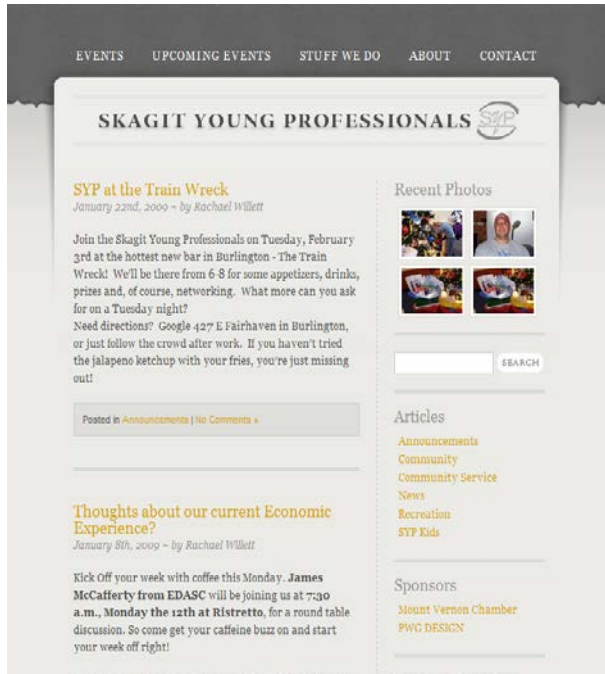 EVENTS UPCOMING EVENTS STUFF WE DO ABOUT CONTACT
SKAGIT YOUNG PROFESSIONALS SYP
SYP at the Train Wreck
January 22nd, 2009 ~ by Rachael Willett
Join the Skagit Young Professionals on Tuesday, February
3rd at the hottest new bar in Burlington - The Train
Wreck! We'll be there from 6-8 for some appetizers, drinks,
prizes and, of course, networking. What more can you ask
for on a Tuesday night?
Need directions? Google 427 E Fairhaven in Burlington,
or just follow the crowd after work. If you haven't tried
the jalapeno ketchup with your fries, you're just missing
out!
Posted in Announcements | No Comments »
Thoughts about our current Economic
Experience?
January 8th, 2009 ~ by Rachael Willett
Kick Off your week with coffee this Monday. James
McCafferty from EDASC will be joining us at 7:30
a.m., Monday the 12th at Ristretto, for a round table
discussion. So come get your caffeine buzz on and start
your week off right!
Recent Photos
SEARCH
Articles
Announcements
Community
Community Service
News
Recreation
SYP Kids
Sponsors
Mount Vernon Chamber
PWG DESIGN